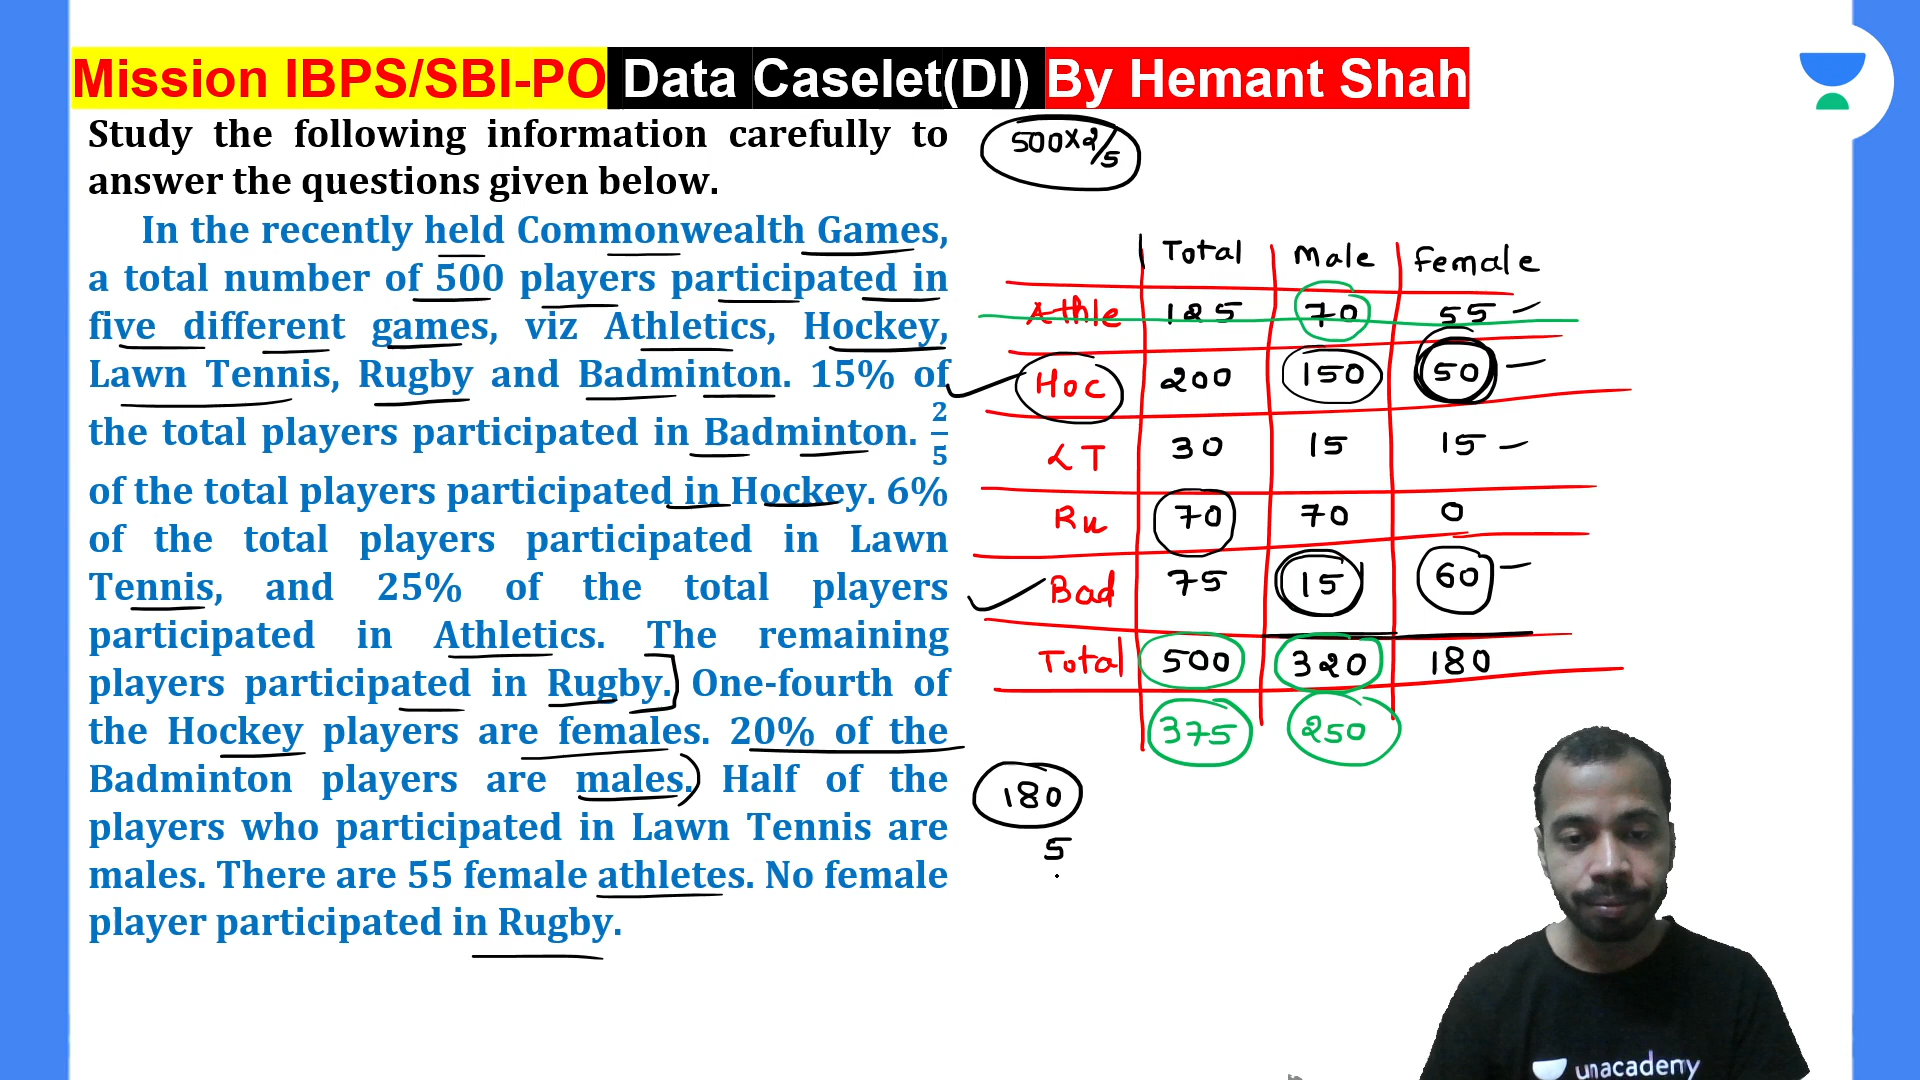 Mission IBPS/SBI-PO Data Caselet(DI) By Hemant Shah
Study the following information carefully to
answer the questions given below.
In the recently held Commonwealth Games,
a total number of 500 players participated in
five different games, viz Athletics, Hockey,
Lawn Tennis, Rugby and Badminton. 15% of
the total players participated in Badminton. 2/5
of the total players participated in Hockey. 6%
of the total players participated in Lawn
Tennis, and 25% of the total players
participated in Athletics. The remaining
players participated in Rugby. One-fourth of
the Hockey players are females. 20% of the
Badminton players are males. Half of the
players who participated in Lawn Tennis are
males. There are 55 female athletes. No female
player participated in Rugby.
500×2/5
Total Male Female
Athle 125 70 55
Hoc 200 150 50
LT 30 15 15
Ru 70 70 0
Bad 75 15 60
Total 500 320 180
375 250
180
5
unacademy